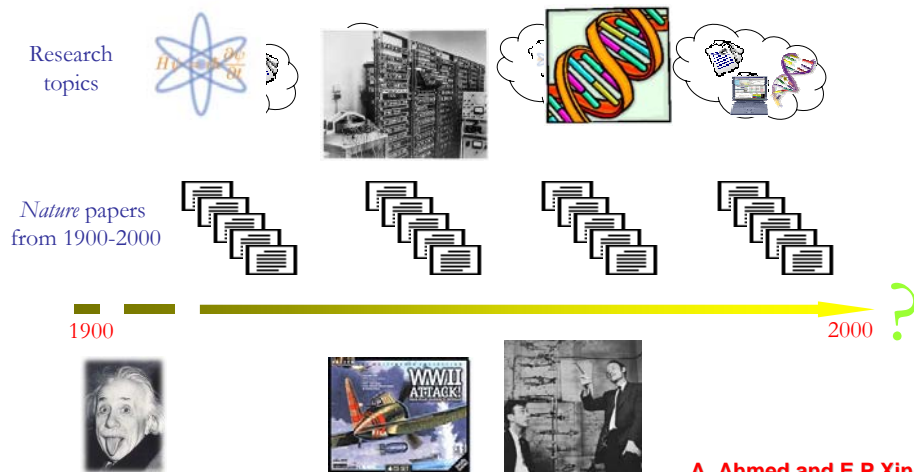 Research
topics
Nature papers
from 1900-2000
1900
2000
?
WWII
ATTACK!
A. Ahmed and E.P Xin